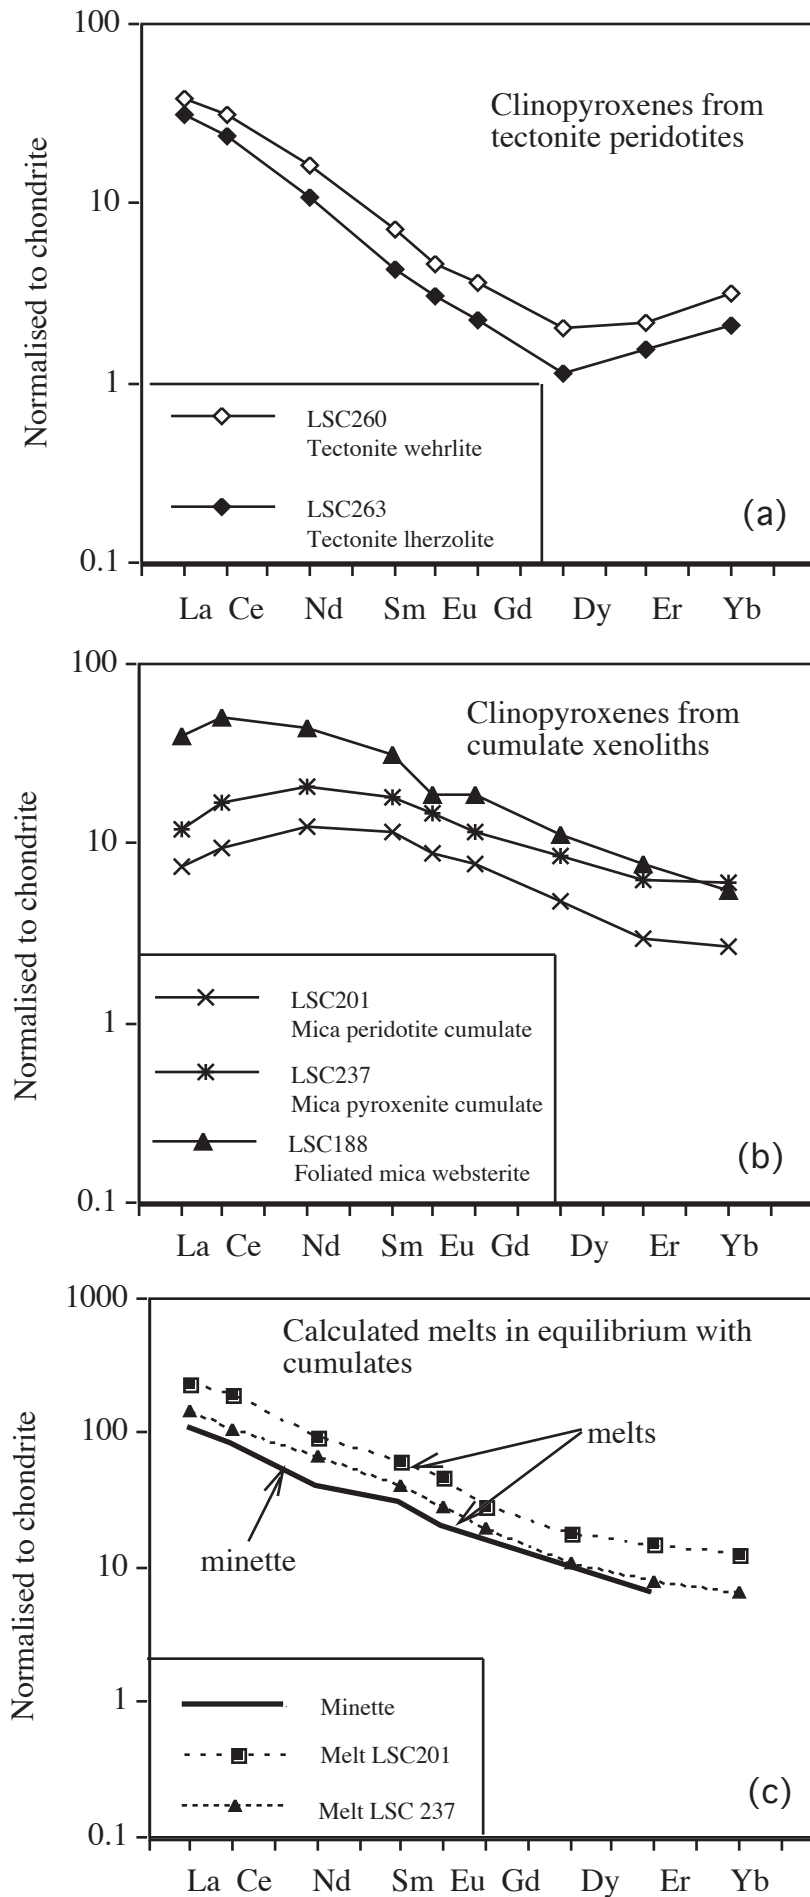 100
Clinopyroxenes from
tectonite peridotites
10
Normalised to chondrite
1
LSC260
Tectonite wehrlite
LSC263
Tectonite lherzolite
(a)
0.1
La Ce Nd Sm Eu Gd Dy Er Yb
100
Clinopyroxenes from
cumulate xenoliths
10
Normalised to chondrite
1
LSC201
Mica peridotite cumulate
LSC237
Mica pyroxenite cumulate
LSC188
Foliated mica websterite
(b)
0.1
La Ce Nd Sm Eu Gd Dy Er Yb
1000
Calculated melts in equilibrium with
cumulates
100
melts
minette
10
Normalised to chondrite
1
Minette
Melt LSC201
Melt LSC 237
(c)
0.1
La Ce Nd Sm Eu Gd Dy Er Yb